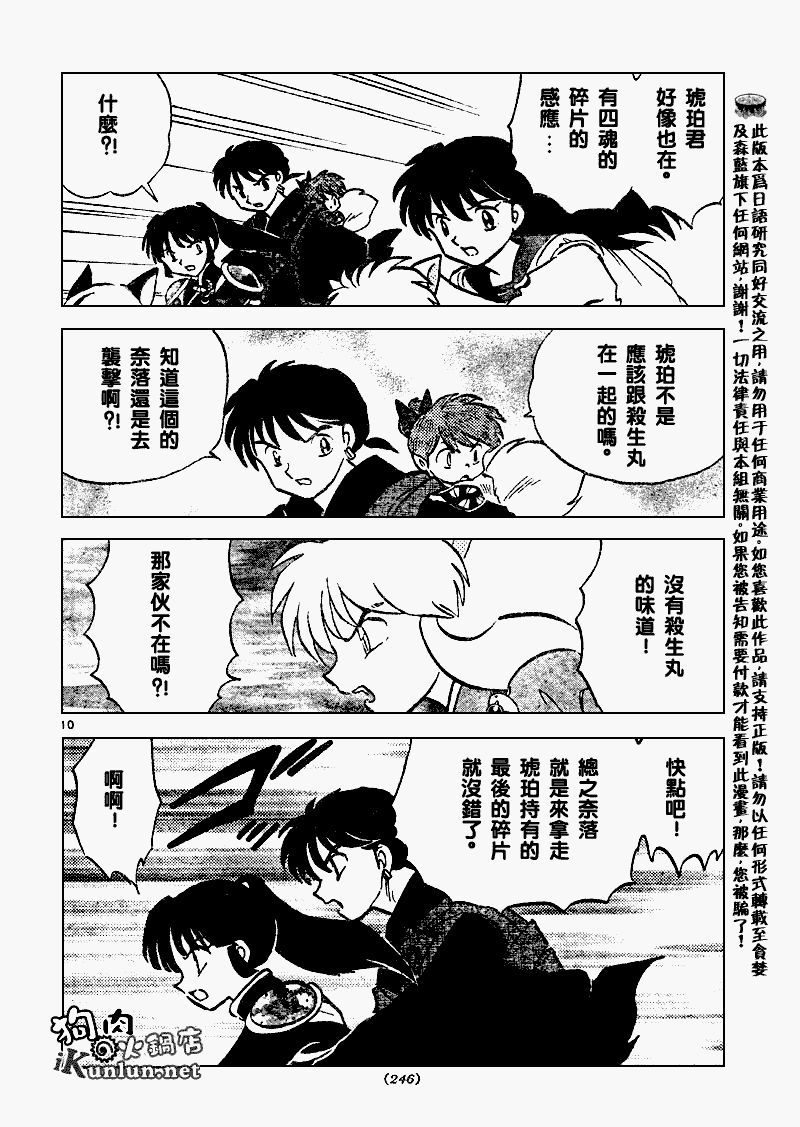 琥珀君
好像也在。
有四魂的
碎片的
感應…
什麼?!
琥珀不是
應該跟殺生丸
在一起的嗎。
知道這個的
奈落還是去
襲擊啊?!
沒有殺生丸
的味道!
那家伙不在嗎?!
10
快點吧!
總之奈落
就是來拿走
琥珀持有的
最後的碎片
就沒錯了。
啊啊!
此版本爲日語研究同好交流之用,請勿用于任何商業用途。如您喜歡此作品,請支持正版!請勿以任何形式轉載至貪婪
及森藍旗下任何網站,謝謝!一切法律責任與本組無關。如果您被告知需要付款才能看到此漫畫,那麼,您被騙了!
狗肉
火鍋店
iKunlun.net
(246)